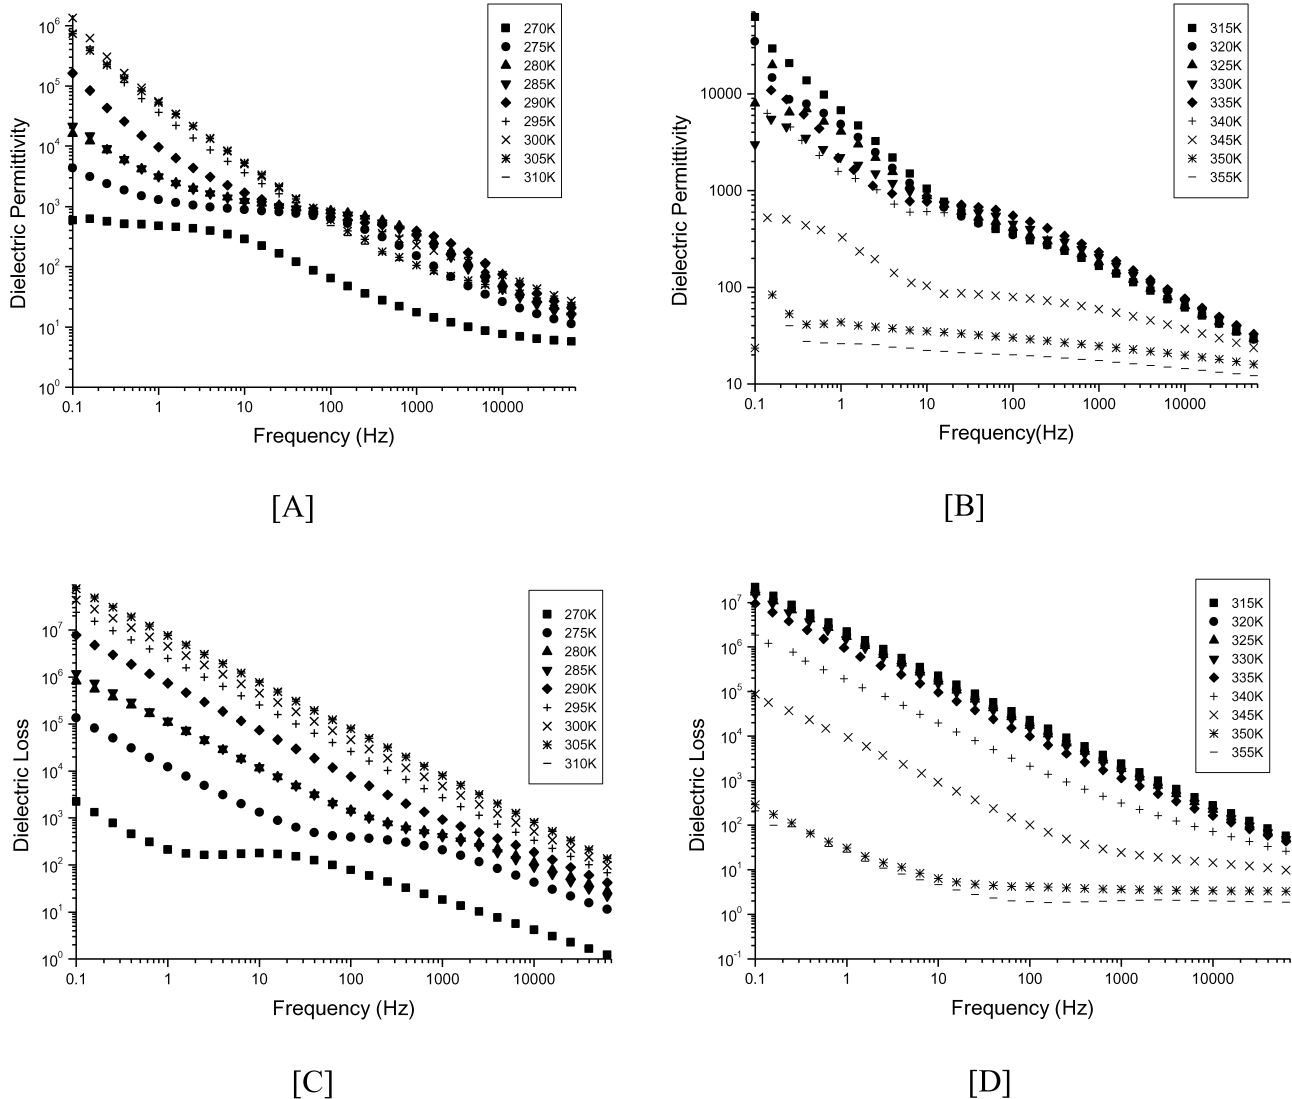 10^6
10^5
10^4
10^3
10^2
10^1
10^0
Dielectric Permittivity
0.1 1 10 100 1000 10000
Frequency (Hz)
270K
275K
280K
285K
290K
295K
300K
305K
310K
[A]
10000
1000
100
10
Dielectric Permittivity
0.1 1 10 100 1000 10000
Frequency(Hz)
315K
320K
325K
330K
335K
340K
345K
350K
355K
[B]
10^7
10^6
10^5
10^4
10^3
10^2
10^1
10^0
Dielectric Loss
0.1 1 10 100 1000 10000
Frequency (Hz)
270K
275K
280K
285K
290K
295K
300K
305K
310K
[C]
10^7
10^6
10^5
10^4
10^3
10^2
10^1
10^0
10^-1
Dielectric Loss
0.1 1 10 100 1000 10000
Frequency (Hz)
315K
320K
325K
330K
335K
340K
345K
350K
355K
[D]